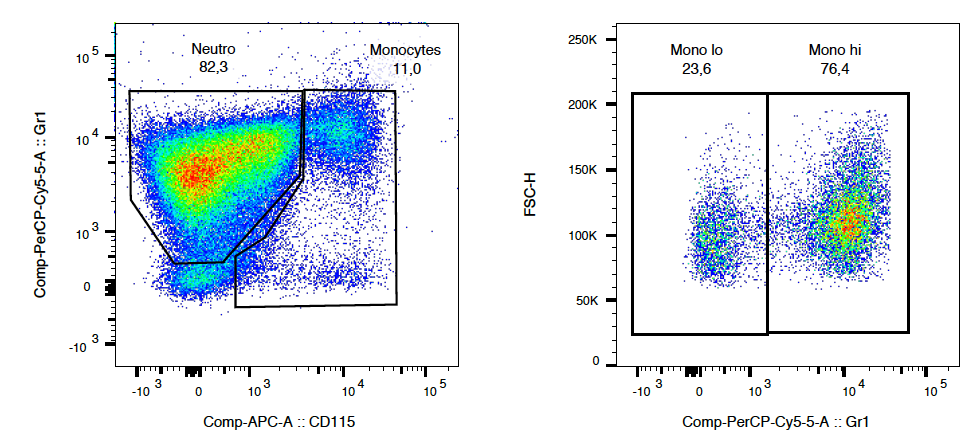 Neutro
82,3
Monocytes
11,0
10 5
10 4
10 3
0
-10 3
Comp-PerCP-Cy5-5-A :: Gr1
-10 3
0
10 3
10 4
10 5
Comp-APC-A :: CD115
Mono lo
23,6
Mono hi
76,4
250K
200K
150K
100K
50K
0
FSC-H
-10 3
0
10 3
10 4
10 5
Comp-PerCP-Cy5-5-A :: Gr1